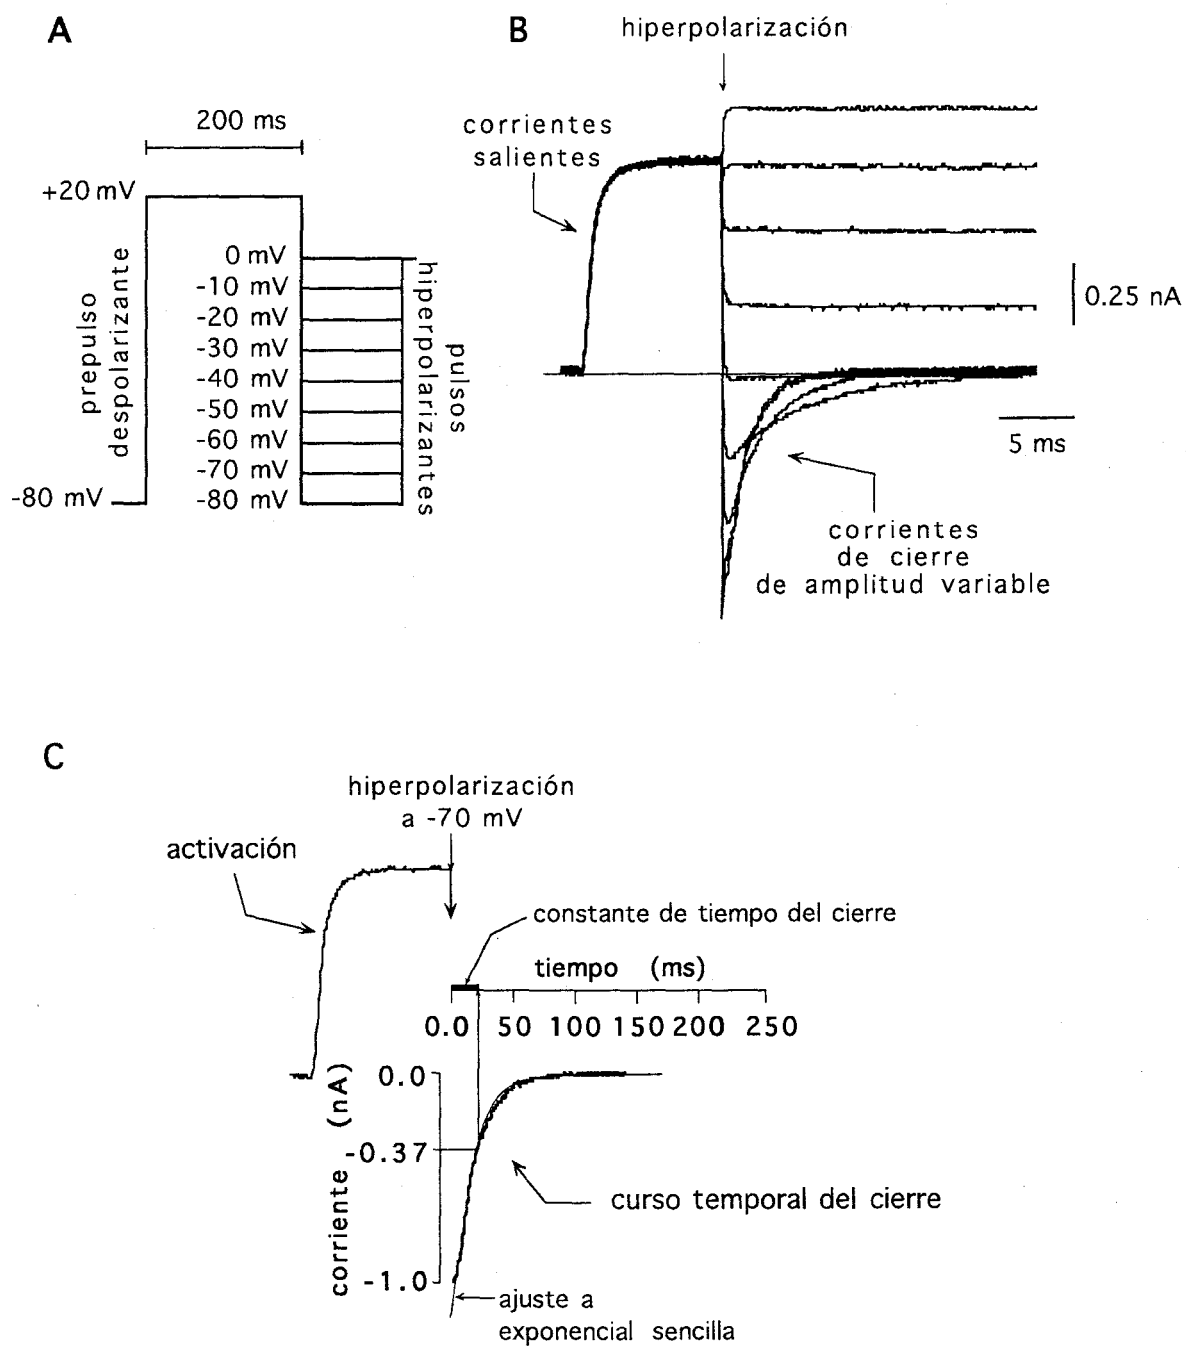 A
200 ms
+20 mV
prepulso
despolarizante
0 mV
-10 mV
-20 mV
-30 mV
-40 mV
-50 mV
-60 mV
-70 mV
-80 mV
-80 mV
hiperpolarizantes
pulsos
B
hiperpolarización
corrientes
salientes
0.25 nA
5 ms
corrientes
de cierre
de amplitud variable
C
hiperpolarización
a -70 mV
activación
constante de tiempo del cierre
tiempo (ms)
0.0 50 100 150 200 250
corriente (nA)
0.0
-0.37
-1.0
curso temporal del cierre
ajuste a
exponencial sencilla